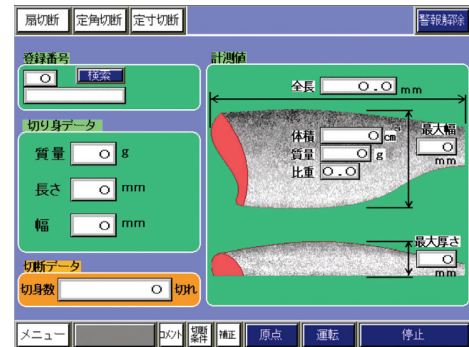 扇切断 定角切断 定寸切断 警報解除
登録番号
0 検索
計測値
全長 0.0 mm
切り身データ
質量 0 g
長さ 0 mm
幅 0 mm
体積 0 cm³
質量 0 g
比重 0.0
最大幅
0
mm
最大厚さ
0
mm
切断データ
切身数 0 切れ
メニュー コメント 切断条件 補正 原点 運転 停止